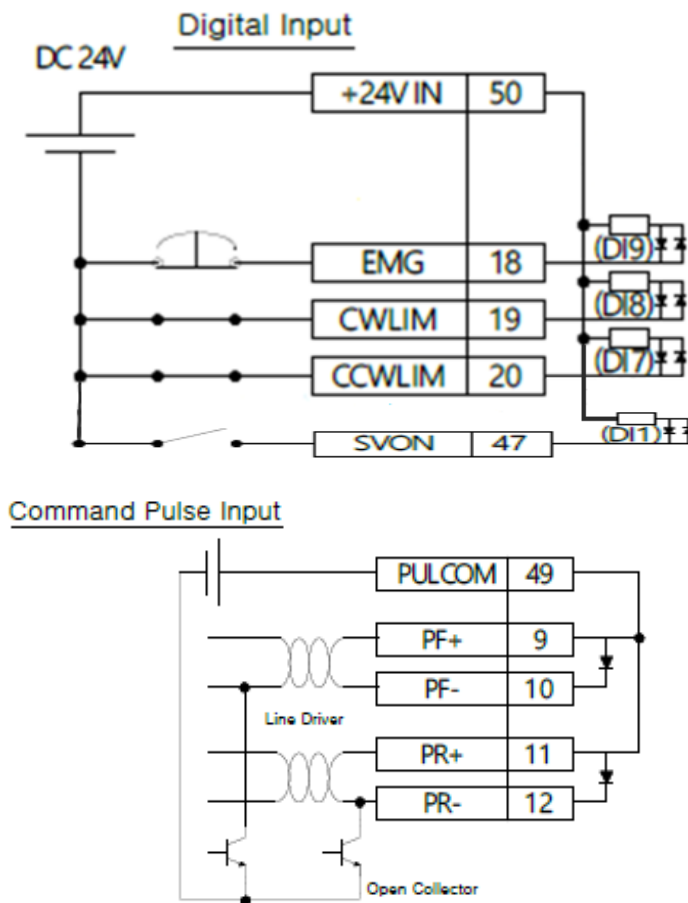 Digital Input
DC 24V
+24V IN 50
(DI9)
EMG 18
(DI8)
CWLIM 19
(DI7)
CCWLIM 20
(DI1)
SVON 47
Command Pulse Input
PULCOM 49
PF+ 9
PF- 10
Line Driver
PR+ 11
PR- 12
Open Collector